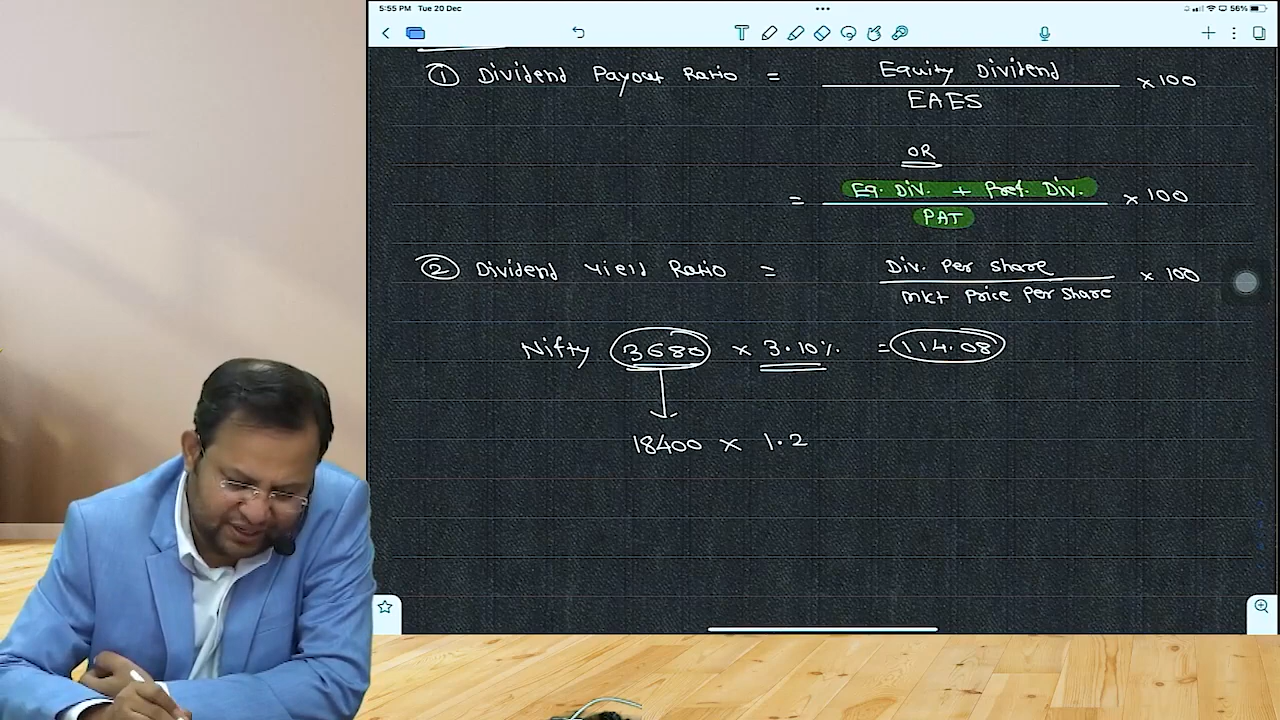 5:55 PM Tue 20 Dec
56%
T
① Dividend Payout Ratio = Equity Dividend × 100
EAES
OR
= Eq. Div. + Pref. Div. × 100
PAT
② Dividend Yield Ratio = Div. Per Share × 100
Mkt Price Per Share
Nifty 3680 × 3.10% = 114.08
18400 × 1.2